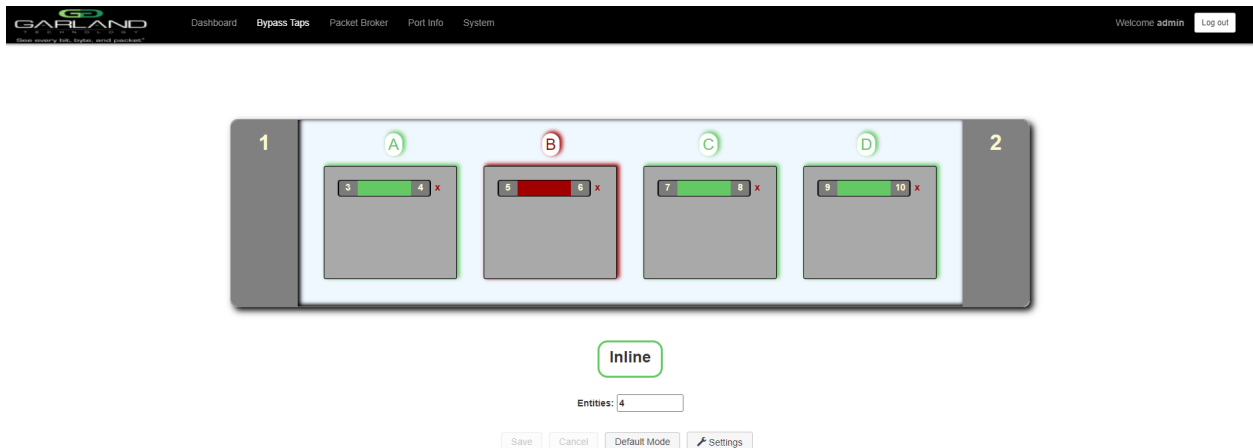 GARLAND
TECHNOLOGY
See every bit, byte, and packet®
Dashboard Bypass Taps Packet Broker Port Info System
Welcome admin Log out
1 A B C D 2
3 4 x 5 6 x 7 8 x 9 10 x
Inline
Entities: 4
Save Cancel Default Mode Settings